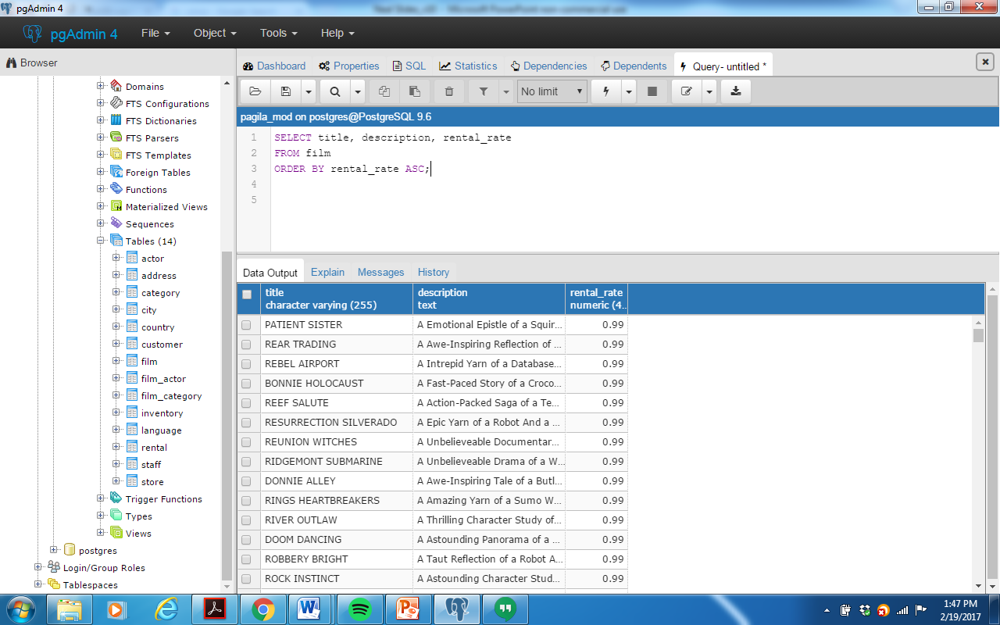 pgAdmin 4
pgAdmin 4 File Object Tools Help
Browser
Dashboard Properties SQL Statistics Dependencies Dependents Query- untitled *
No limit
pagila_mod on postgres@PostgreSQL 9.6
1 SELECT title, description, rental_rate
2 FROM film
3 ORDER BY rental_rate ASC;
4
5
Domains
FTS Configurations
FTS Dictionaries
FTS Parsers
FTS Templates
Foreign Tables
Functions
Materialized Views
Sequences
Tables (14)
actor
address
category
city
country
customer
film
film_actor
film_category
inventory
language
rental
staff
store
Trigger Functions
Types
Views
postgres
Login/Group Roles
Tablespaces
Data Output Explain Messages History
title description rental_rate
character varying (255) text numeric (4..
PATIENT SISTER A Emotional Epistle of a Squir... 0.99
REAR TRADING A Awe-Inspiring Reflection of ... 0.99
REBEL AIRPORT A Intrepid Yarn of a Database... 0.99
BONNIE HOLOCAUST A Fast-Paced Story of a Croco... 0.99
REEF SALUTE A Action-Packed Saga of a Te... 0.99
RESURRECTION SILVERADO A Epic Yarn of a Robot And a ... 0.99
REUNION WITCHES A Unbelieveable Documentar... 0.99
RIDGEMONT SUBMARINE A Unbelieveable Drama of a W... 0.99
DONNIE ALLEY A Awe-Inspiring Tale of a Butl... 0.99
RINGS HEARTBREAKERS A Amazing Yarn of a Sumo W... 0.99
RIVER OUTLAW A Thrilling Character Study of... 0.99
DOOM DANCING A Astounding Panorama of a ... 0.99
ROBBERY BRIGHT A Taut Reflection of a Robot A... 0.99
ROCK INSTINCT A Astounding Character Stud... 0.99
1:47 PM
2/19/2017